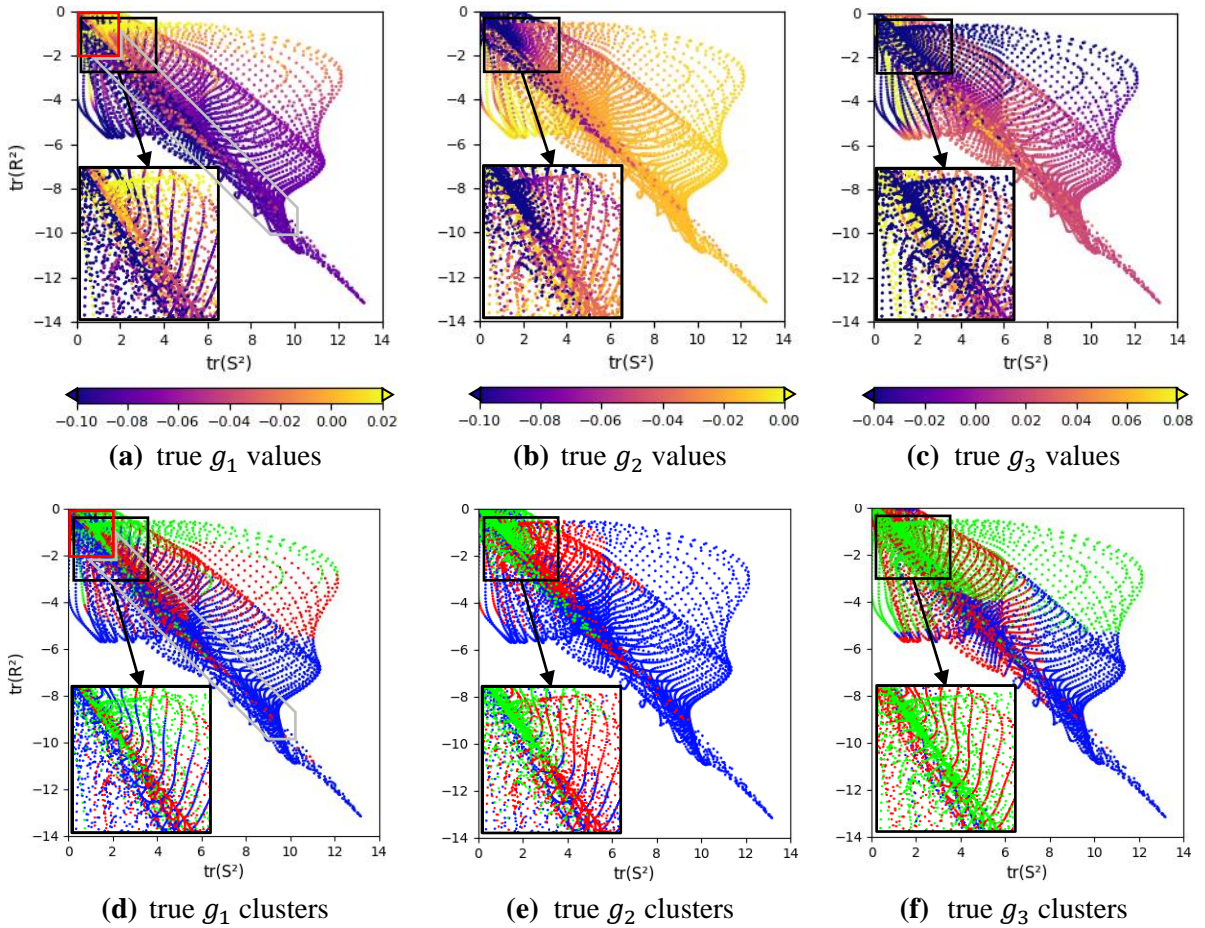 0 −2 −4 −6 −8 −10 −12 −14
tr(R²)
0 2 4 6 8 10 12 14
tr(S²)
−0.10 −0.08 −0.06 −0.04 −0.02 0.00 0.02
(a) true g₁ values
0 −2 −4 −6 −8 −10 −12 −14
0 2 4 6 8 10 12 14
tr(S²)
−0.10 −0.08 −0.06 −0.04 −0.02 0.00
(b) true g₂ values
0 −2 −4 −6 −8 −10 −12 −14
0 2 4 6 8 10 12 14
tr(S²)
−0.04 −0.02 0.00 0.02 0.04 0.06 0.08
(c) true g₃ values
0 −2 −4 −6 −8 −10 −12 −14
tr(R²)
0 2 4 6 8 10 12 14
tr(S²)
(d) true g₁ clusters
0 −2 −4 −6 −8 −10 −12 −14
0 2 4 6 8 10 12 14
tr(S²)
(e) true g₂ clusters
0 −2 −4 −6 −8 −10 −12 −14
0 2 4 6 8 10 12 14
tr(S²)
(f) true g₃ clusters